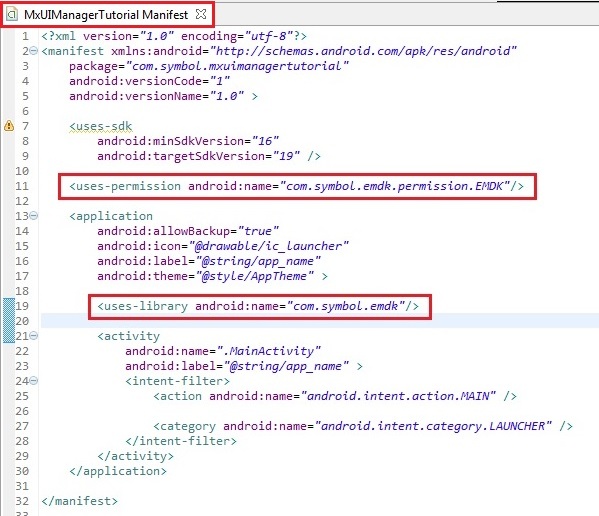 MxUIManagerTutorial Manifest
1 <?xml version="1.0" encoding="utf-8"?>
2 <manifest xmlns:android="http://schemas.android.com/apk/res/android"
3 package="com.symbol.mxuimanagertutorial"
4 android:versionCode="1"
5 android:versionName="1.0" >
6
7 <uses-sdk
8 android:minSdkVersion="16"
9 android:targetSdkVersion="19" />
10
11 <uses-permission android:name="com.symbol.emdk.permission.EMDK"/>
12
13 <application
14 android:allowBackup="true"
15 android:icon="@drawable/ic_launcher"
16 android:label="@string/app_name"
17 android:theme="@style/AppTheme" >
18
19 <uses-library android:name="com.symbol.emdk"/>
20
21 <activity
22 android:name=".MainActivity"
23 android:label="@string/app_name" >
24 <intent-filter>
25 <action android:name="android.intent.action.MAIN" />
26
27 <category android:name="android.intent.category.LAUNCHER" />
28 </intent-filter>
29 </activity>
30 </application>
31
32 </manifest>
33